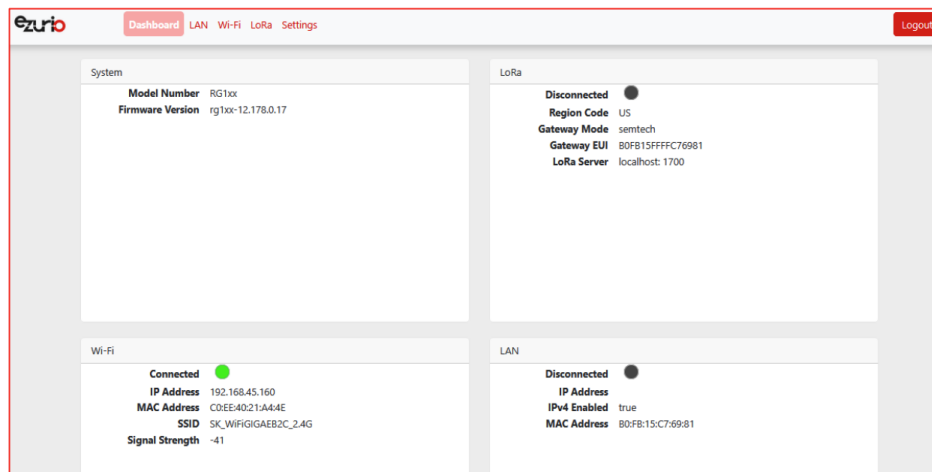 ezurio
Dashboard LAN Wi-Fi LoRa Settings
Logout
System
Model Number RG1xx
Firmware Version rg1xx-12.178.0.17
LoRa
Disconnected
Region Code US
Gateway Mode semtech
Gateway EUI B0FB15FFFFC76981
LoRa Server localhost: 1700
Wi-Fi
Connected
IP Address 192.168.45.160
MAC Address C0:EE:40:21:A4:4E
SSID SK_WiFiGIGAEB2C_2.4G
Signal Strength -41
LAN
Disconnected
IP Address
IPv4 Enabled true
MAC Address B0:FB:15:C7:69:81